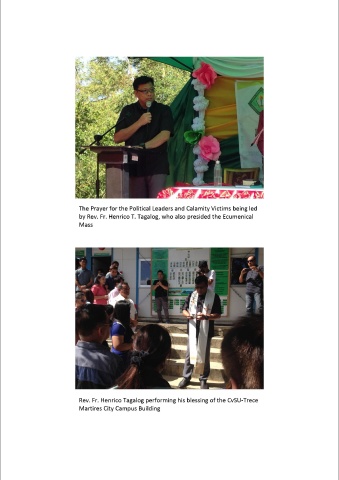 The Prayer for the Political Leaders and Calamity Victims being led
by Rev. Fr. Henrico T. Tagalog, who also presided the Ecumenical
Mass
Rev. Fr. Henrico Tagalog performing his blessing of the CvSU-Trece
Martires City Campus Building